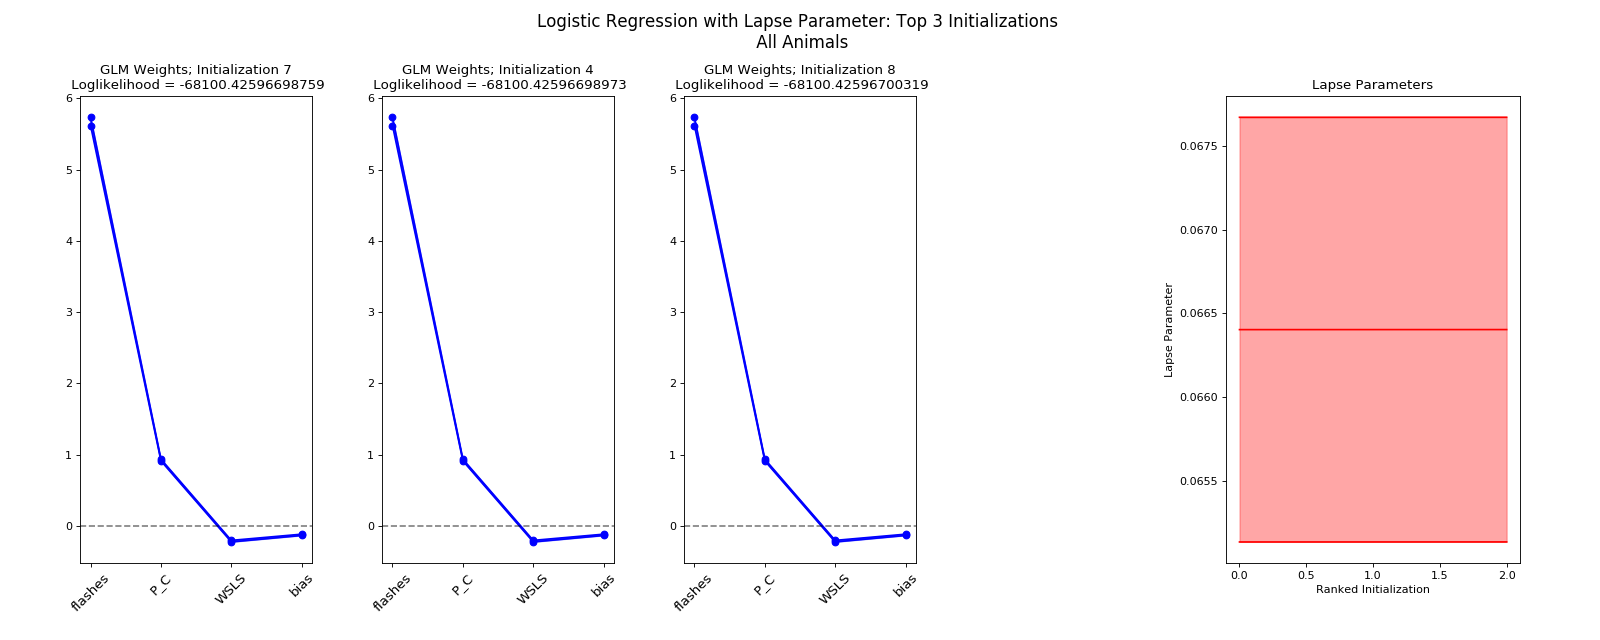 Logistic Regression with Lapse Parameter: Top 3 Initializations
All Animals
GLM Weights; Initialization 7
Loglikelihood = -68100.42596698759
6
5
4
3
2
1
0
flashes
P_C
WSLS
bias
GLM Weights; Initialization 4
Loglikelihood = -68100.42596698973
6
5
4
3
2
1
0
flashes
P_C
WSLS
bias
GLM Weights; Initialization 8
Loglikelihood = -68100.42596700319
6
5
4
3
2
1
0
flashes
P_C
WSLS
bias
Lapse Parameters
Lapse Parameter
0.0675
0.0670
0.0665
0.0660
0.0655
0.0 0.5 1.0 1.5 2.0
Ranked Initialization